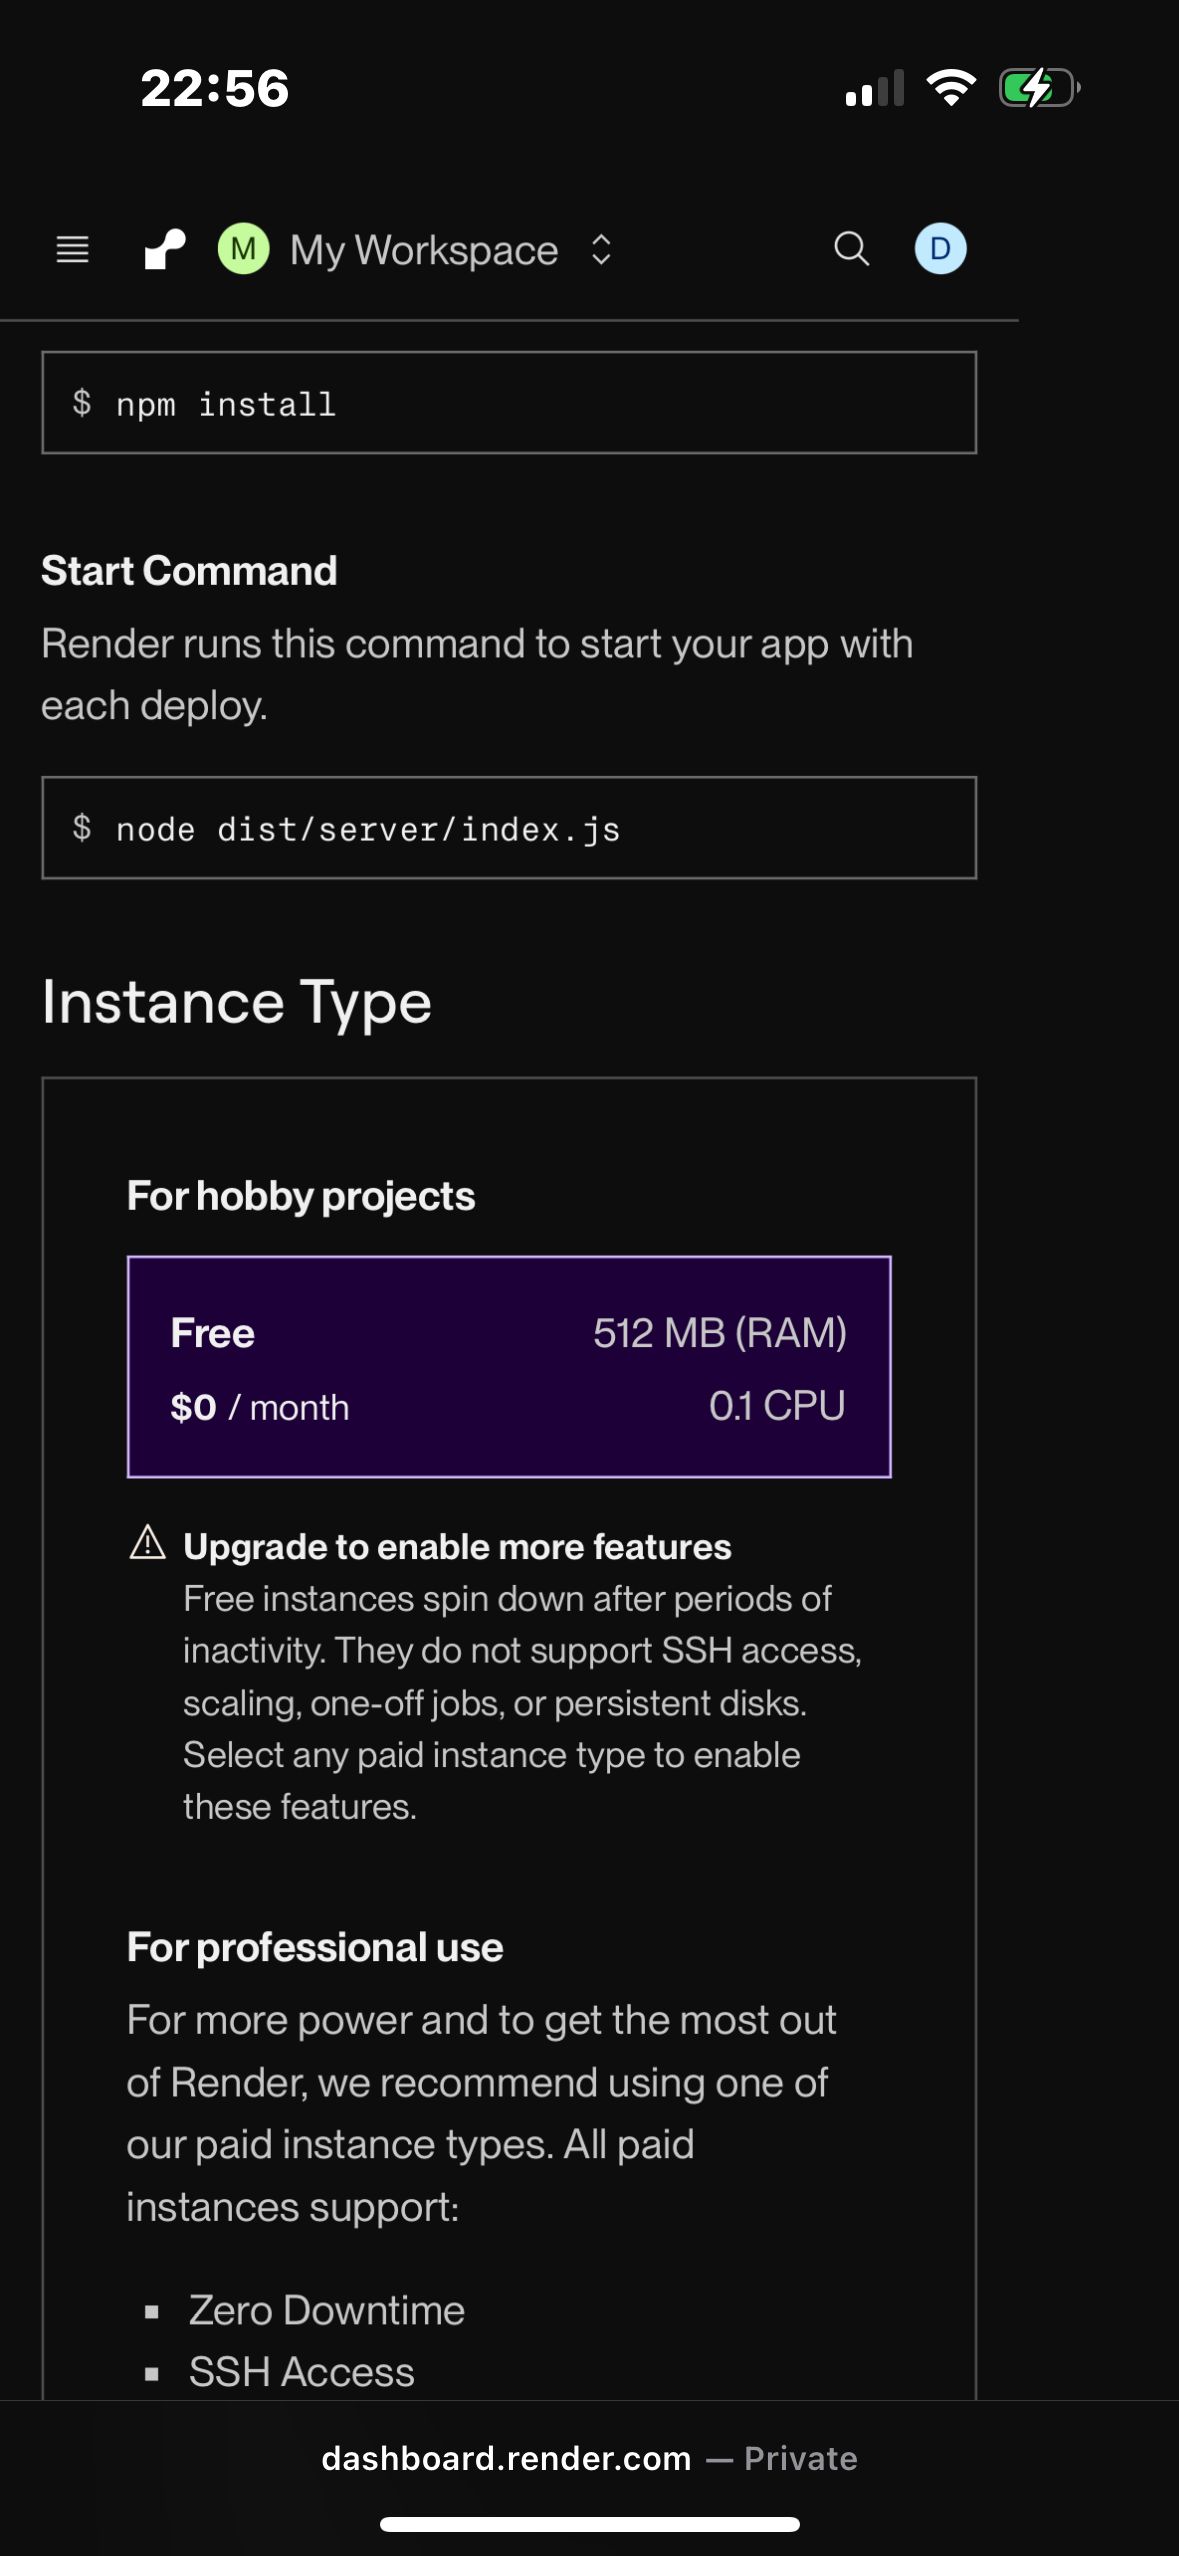 22:56
M My Workspace D
$ npm install
Start Command
Render runs this command to start your app with
each deploy.
$ node dist/server/index.js
Instance Type
For hobby projects
Free 512 MB (RAM)
$0 / month 0.1 CPU
Upgrade to enable more features
Free instances spin down after periods of
inactivity. They do not support SSH access,
scaling, one-off jobs, or persistent disks.
Select any paid instance type to enable
these features.
For professional use
For more power and to get the most out
of Render, we recommend using one of
our paid instance types. All paid
instances support:
▪ Zero Downtime
▪ SSH Access
dashboard.render.com — Private